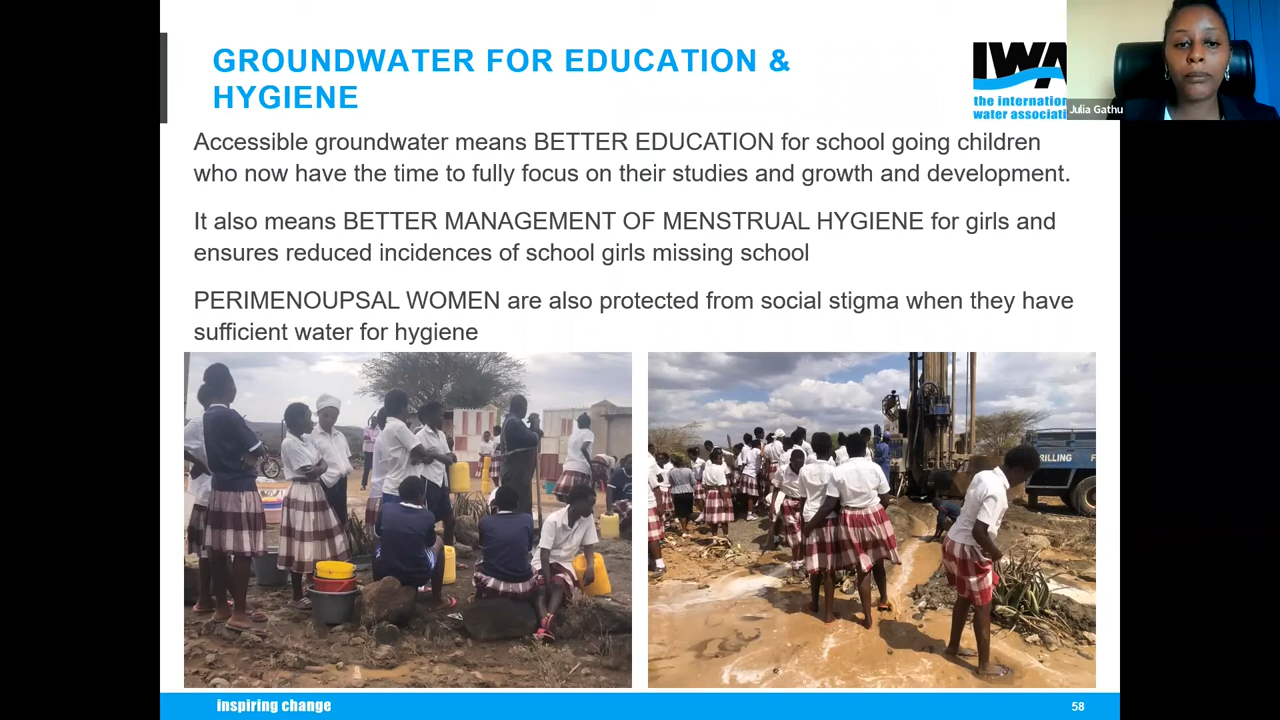 GROUNDWATER FOR EDUCATION &
HYGIENE
IWA
the internation
water associati
Julia Gathu
Accessible groundwater means BETTER EDUCATION for school going children
who now have the time to fully focus on their studies and growth and development.
It also means BETTER MANAGEMENT OF MENSTRUAL HYGIENE for girls and
ensures reduced incidences of school girls missing school
PERIMENOUPSAL WOMEN are also protected from social stigma when they have
sufficient water for hygiene
RILLING F
inspiring change
58